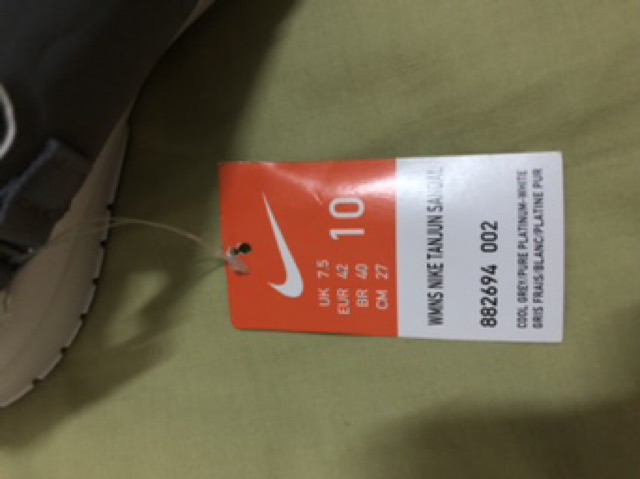 10
UK 7.5
EUR 42
BR 40
CM 27
WMNS NIKE TANJUN SANDAL
882694 002
COOL GREY/PURE PLATINUM-WHITE
GRIS FRAIS/BLANC/PLATINE PUR